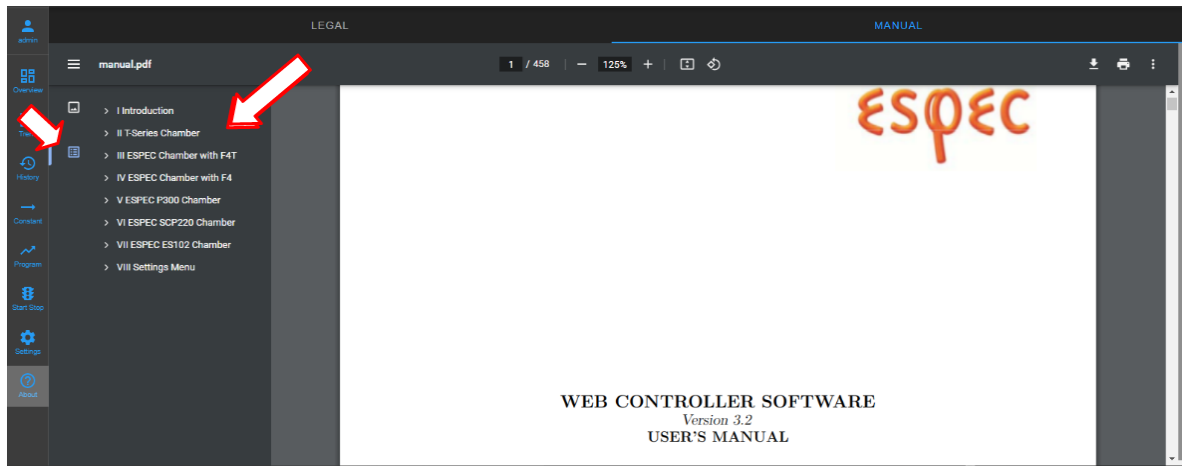 LEGAL
MANUAL
admin
Overview
History
Constant
Program
Start Stop
Settings
About
manual.pdf
1 / 458
125%
I Introduction
II T-Series Chamber
III ESPEC Chamber with F4T
IV ESPEC Chamber with F4
V ESPEC P300 Chamber
VI ESPEC SCP220 Chamber
VII ESPEC ES102 Chamber
VIII Settings Menu
ESPEC
WEB CONTROLLER SOFTWARE
Version 3.2
USER'S MANUAL